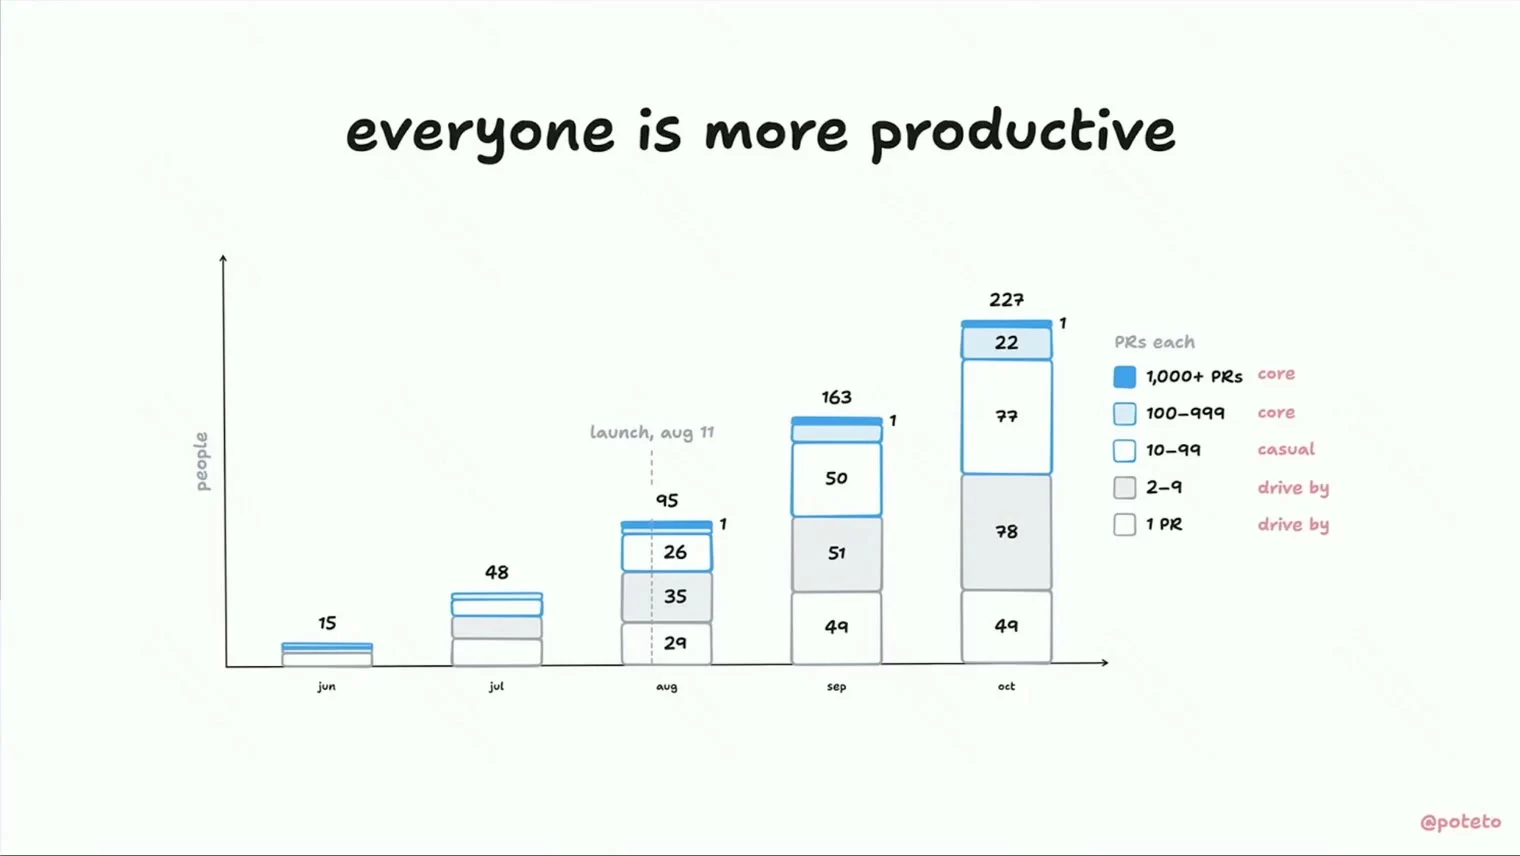 everyone is more productive
people
launch, aug 11
15
48
95
1
26
35
29
163
1
50
51
49
227
1
22
77
78
49
jun
jul
aug
sep
oct
PRs each
1,000+ PRs core
100-999 core
10-99 casual
2-9 drive by
1 PR drive by
@poteto